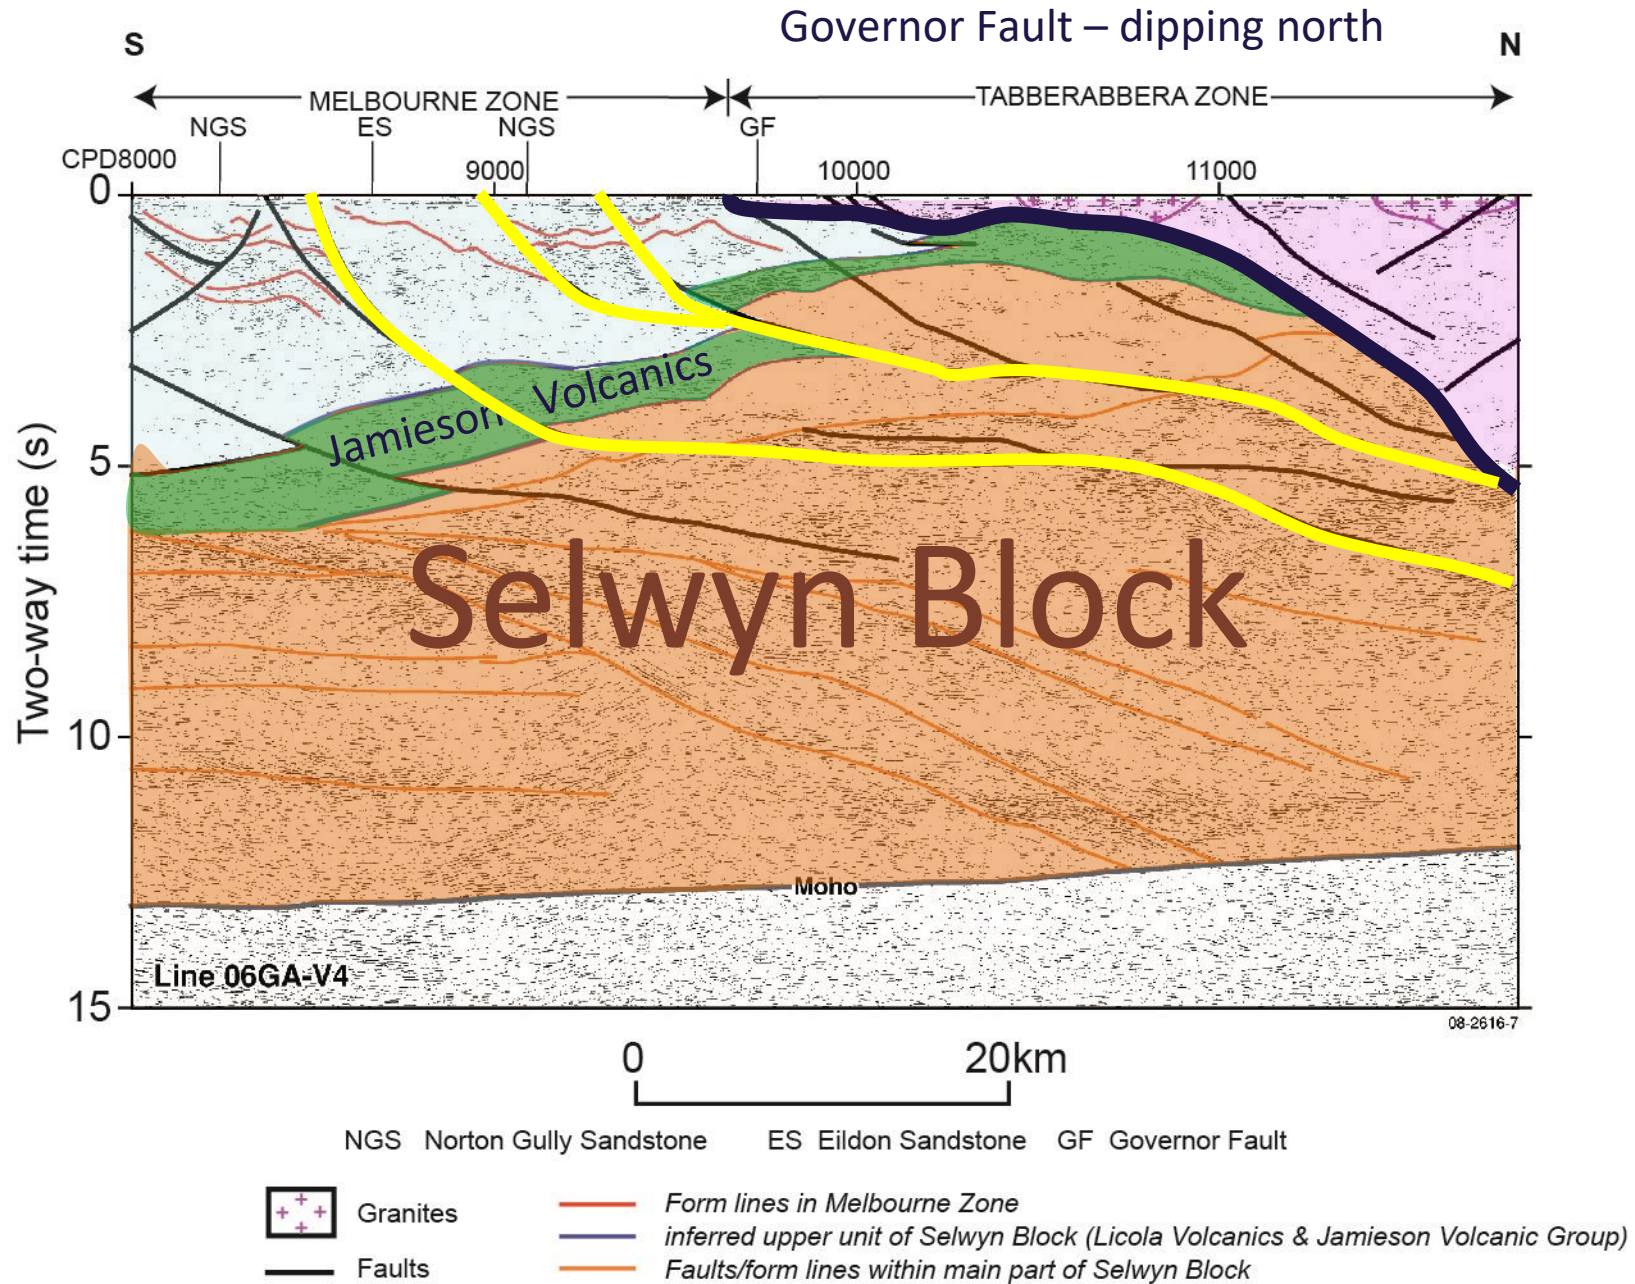 Governor Fault – dipping north
S
N
MELBOURNE ZONE
TABBERABBERA ZONE
NGS
ES
NGS
GF
CPD8000
9000
10000
11000
0
5
10
15
Two-way time (s)
Jamieson Volcanics
Selwyn Block
Moho
Line 06GA-V4
08-2616-7
0 20km
NGS Norton Gully Sandstone ES Eildon Sandstone GF Governor Fault
Granites
Faults
Form lines in Melbourne Zone
inferred upper unit of Selwyn Block (Licola Volcanics & Jamieson Volcanic Group)
Faults/form lines within main part of Selwyn Block